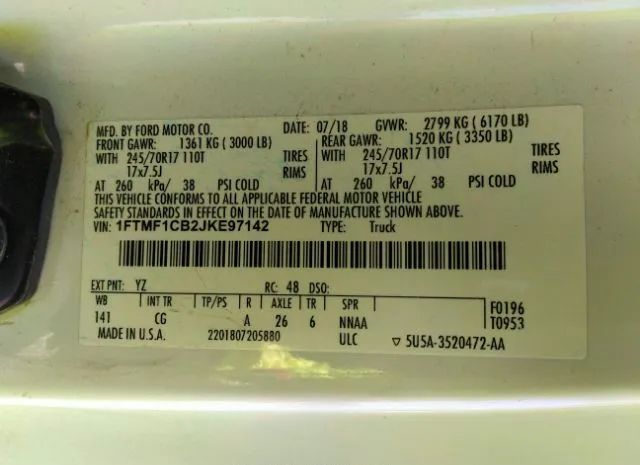 MFD. BY FORD MOTOR CO. DATE: 07/18 GVWR: 2799 KG ( 6170 LB)
FRONT GAWR: 1361 KG ( 3000 LB) REAR GAWR: 1520 KG ( 3350 LB)
WITH 245/70R17 110T TIRES WITH 245/70R17 110T TIRES
17x7.5J RIMS 17x7.5J RIMS
AT 260 kPa/ 38 PSI COLD AT 260 kPa/ 38 PSI COLD
THIS VEHICLE CONFORMS TO ALL APPLICABLE FEDERAL MOTOR VEHICLE
SAFETY STANDARDS IN EFFECT ON THE DATE OF MANUFACTURE SHOWN ABOVE.
VIN: 1FTMF1CB2JKE97142 TYPE: Truck
EXT PNT: YZ RC: 48 DSO:
WB INT TR TP/PS R AXLE TR SPR F0196
141 CG A 26 6 NNAA T0953
MADE IN U.S.A. 2201807205880 ULC ▽ 5U5A-3520472-AA